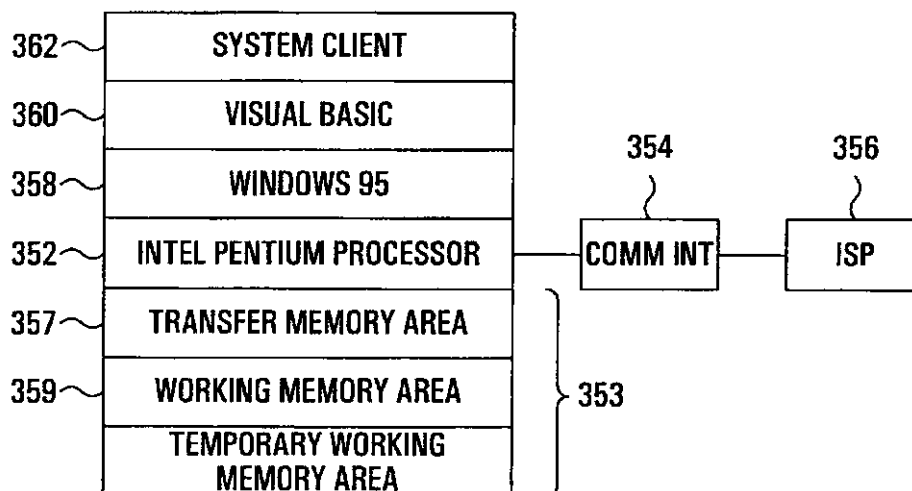 362 SYSTEM CLIENT
360 VISUAL BASIC
358 WINDOWS 95
354 356
352 INTEL PENTIUM PROCESSOR COMM INT ISP
357 TRANSFER MEMORY AREA
359 WORKING MEMORY AREA 353
TEMPORARY WORKING
MEMORY AREA